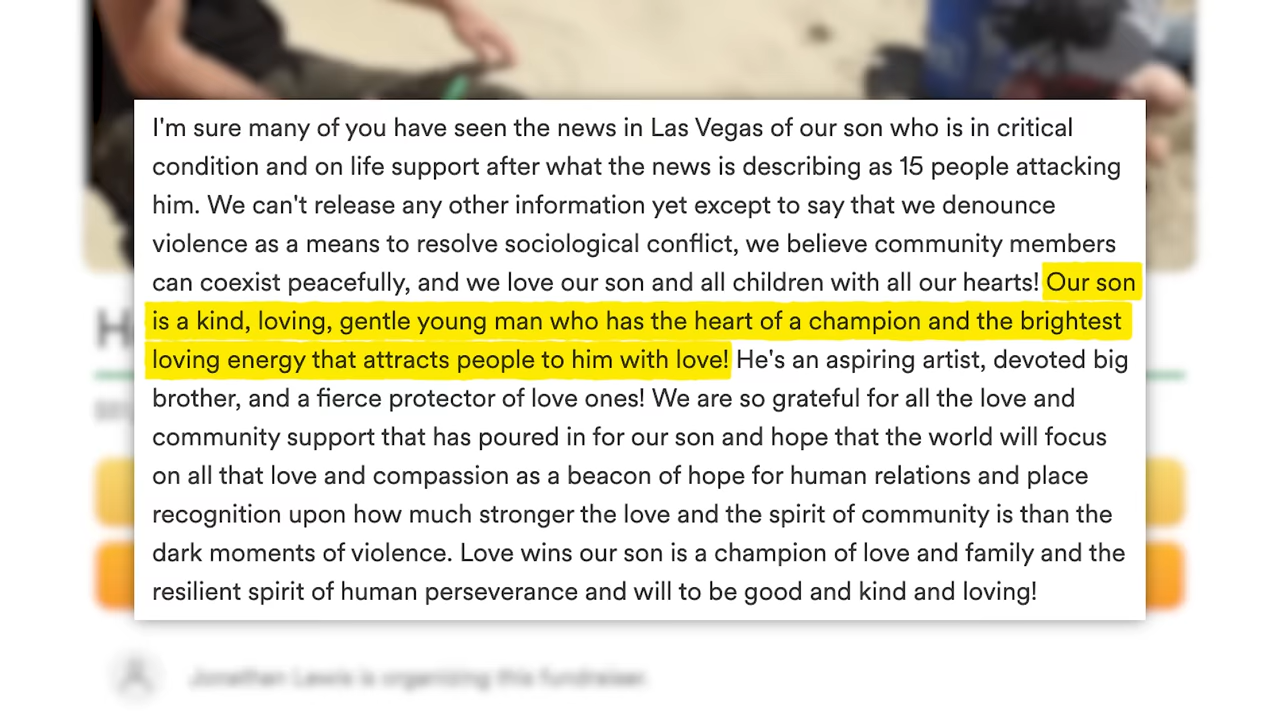 I'm sure many of you have seen the news in Las Vegas of our son who is in critical
condition and on life support after what the news is describing as 15 people attacking
him. We can't release any other information yet except to say that we denounce
violence as a means to resolve sociological conflict, we believe community members
can coexist peacefully, and we love our son and all children with all our hearts! Our son
is a kind, loving, gentle young man who has the heart of a champion and the brightest
loving energy that attracts people to him with love! He's an aspiring artist, devoted big
brother, and a fierce protector of love ones! We are so grateful for all the love and
community support that has poured in for our son and hope that the world will focus
on all that love and compassion as a beacon of hope for human relations and place
recognition upon how much stronger the love and the spirit of community is than the
dark moments of violence. Love wins our son is a champion of love and family and the
resilient spirit of human perseverance and will to be good and kind and loving!
Jonathan Lewis is organizing this fundraiser.